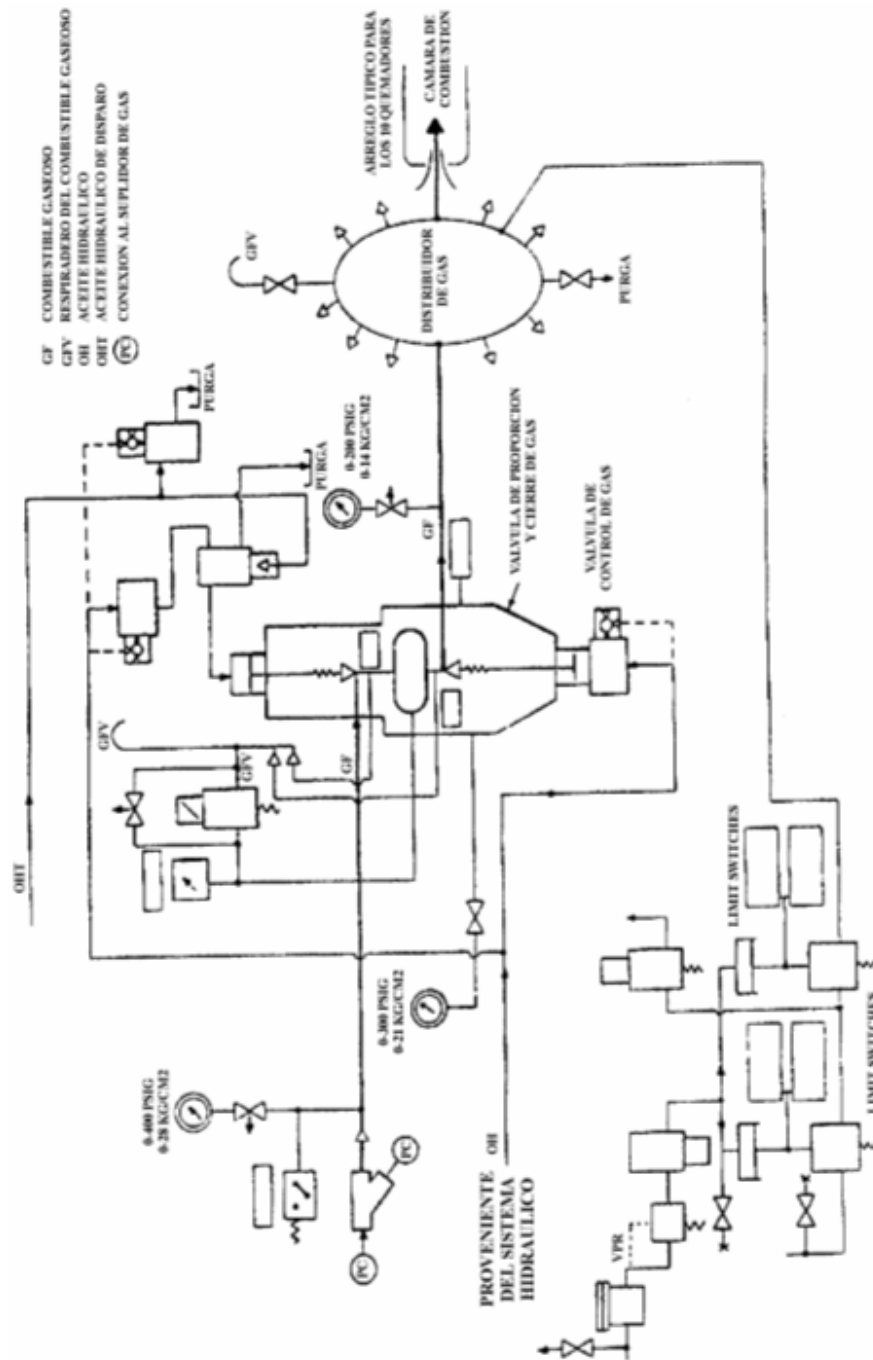 GF COMBUSTIBLE GASEOSO
GFV RESPIRADERO DEL COMBUSTIBLE GASEOSO
OH ACEITE HIDRAULICO
OHT ACEITE HIDRAULICO DE DISPARO
PC CONEXION AL SUPLIDOR DE GAS
ARREGLO TIPICO PARA
LOS 10 QUEMADORES
CAMARA DE
COMBUSTION
GFV
DISTRIBUIDOR
DE GAS
PURGA
PURGA
PURGA
0-200 PSIG
0-14 KG/CM2
GF
VALVULA DE PROPORCION
Y CIERRE DE GAS
VALVULA DE
CONTROL DE GAS
OHT
GFV
GFV
GF
0-300 PSIG
0-21 KG/CM2
0-400 PSIG
0-28 KG/CM2
PC
PC
PROVENIENTE
DEL SISTEMA
HIDRAULICO
OH
VPR
LIMIT SWITCHES
LIMIT SWITCHES